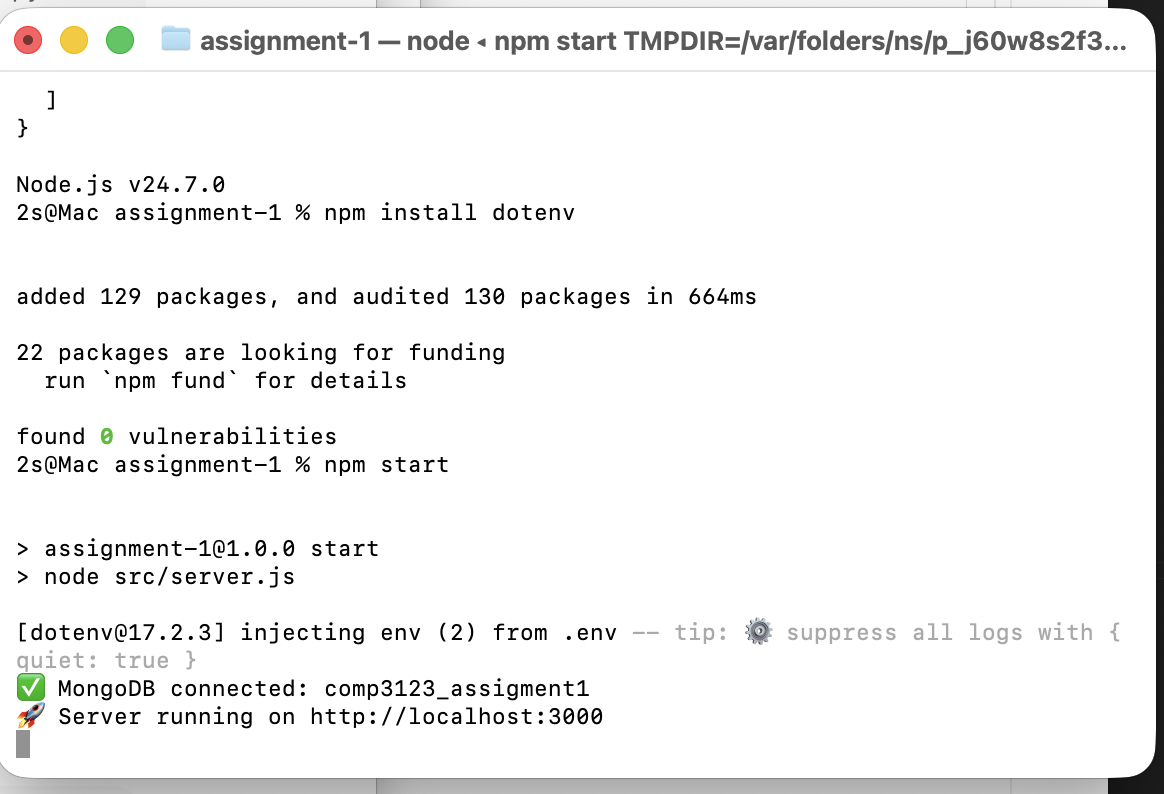 assignment-1 — node ◂ npm start TMPDIR=/var/folders/ns/p_j60w8s2f3...
]
}
Node.js v24.7.0
2s@Mac assignment-1 % npm install dotenv
added 129 packages, and audited 130 packages in 664ms
22 packages are looking for funding
run `npm fund` for details
found 0 vulnerabilities
2s@Mac assignment-1 % npm start
> assignment-1@1.0.0 start
> node src/server.js
[dotenv@17.2.3] injecting env (2) from .env -- tip: ⚙️ suppress all logs with {
quiet: true }
✅ MongoDB connected: comp3123_assigment1
🚀 Server running on http://localhost:3000